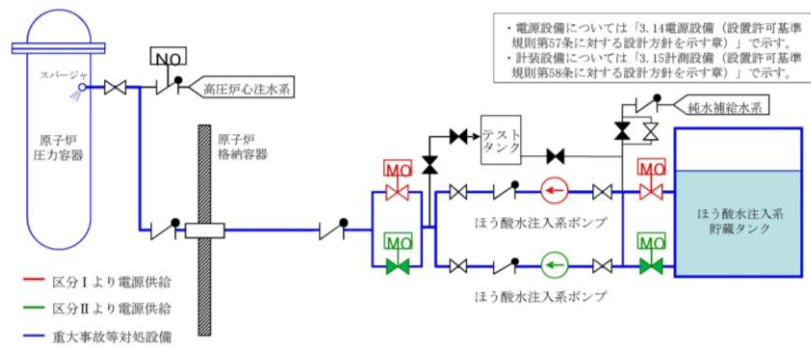 ・電源設備については「3.14電源設備（設置許可基準
規則第57条に対する設計方針を示す章）」で示す。
・計装設備については「3.15計測設備（設置許可基準
規則第58条に対する設計方針を示す章）」で示す。
NO
スパージャ
高圧炉心注水系
純水補給水系
テスト
タンク
原子炉
圧力容器
原子炉
格納容器
MO
MO
ほう酸水注入系ポンプ
ほう酸水注入系
貯蔵タンク
MO
MO
ほう酸水注入系ポンプ
区分Ⅰより電源供給
区分Ⅱより電源供給
重大事故等対処設備